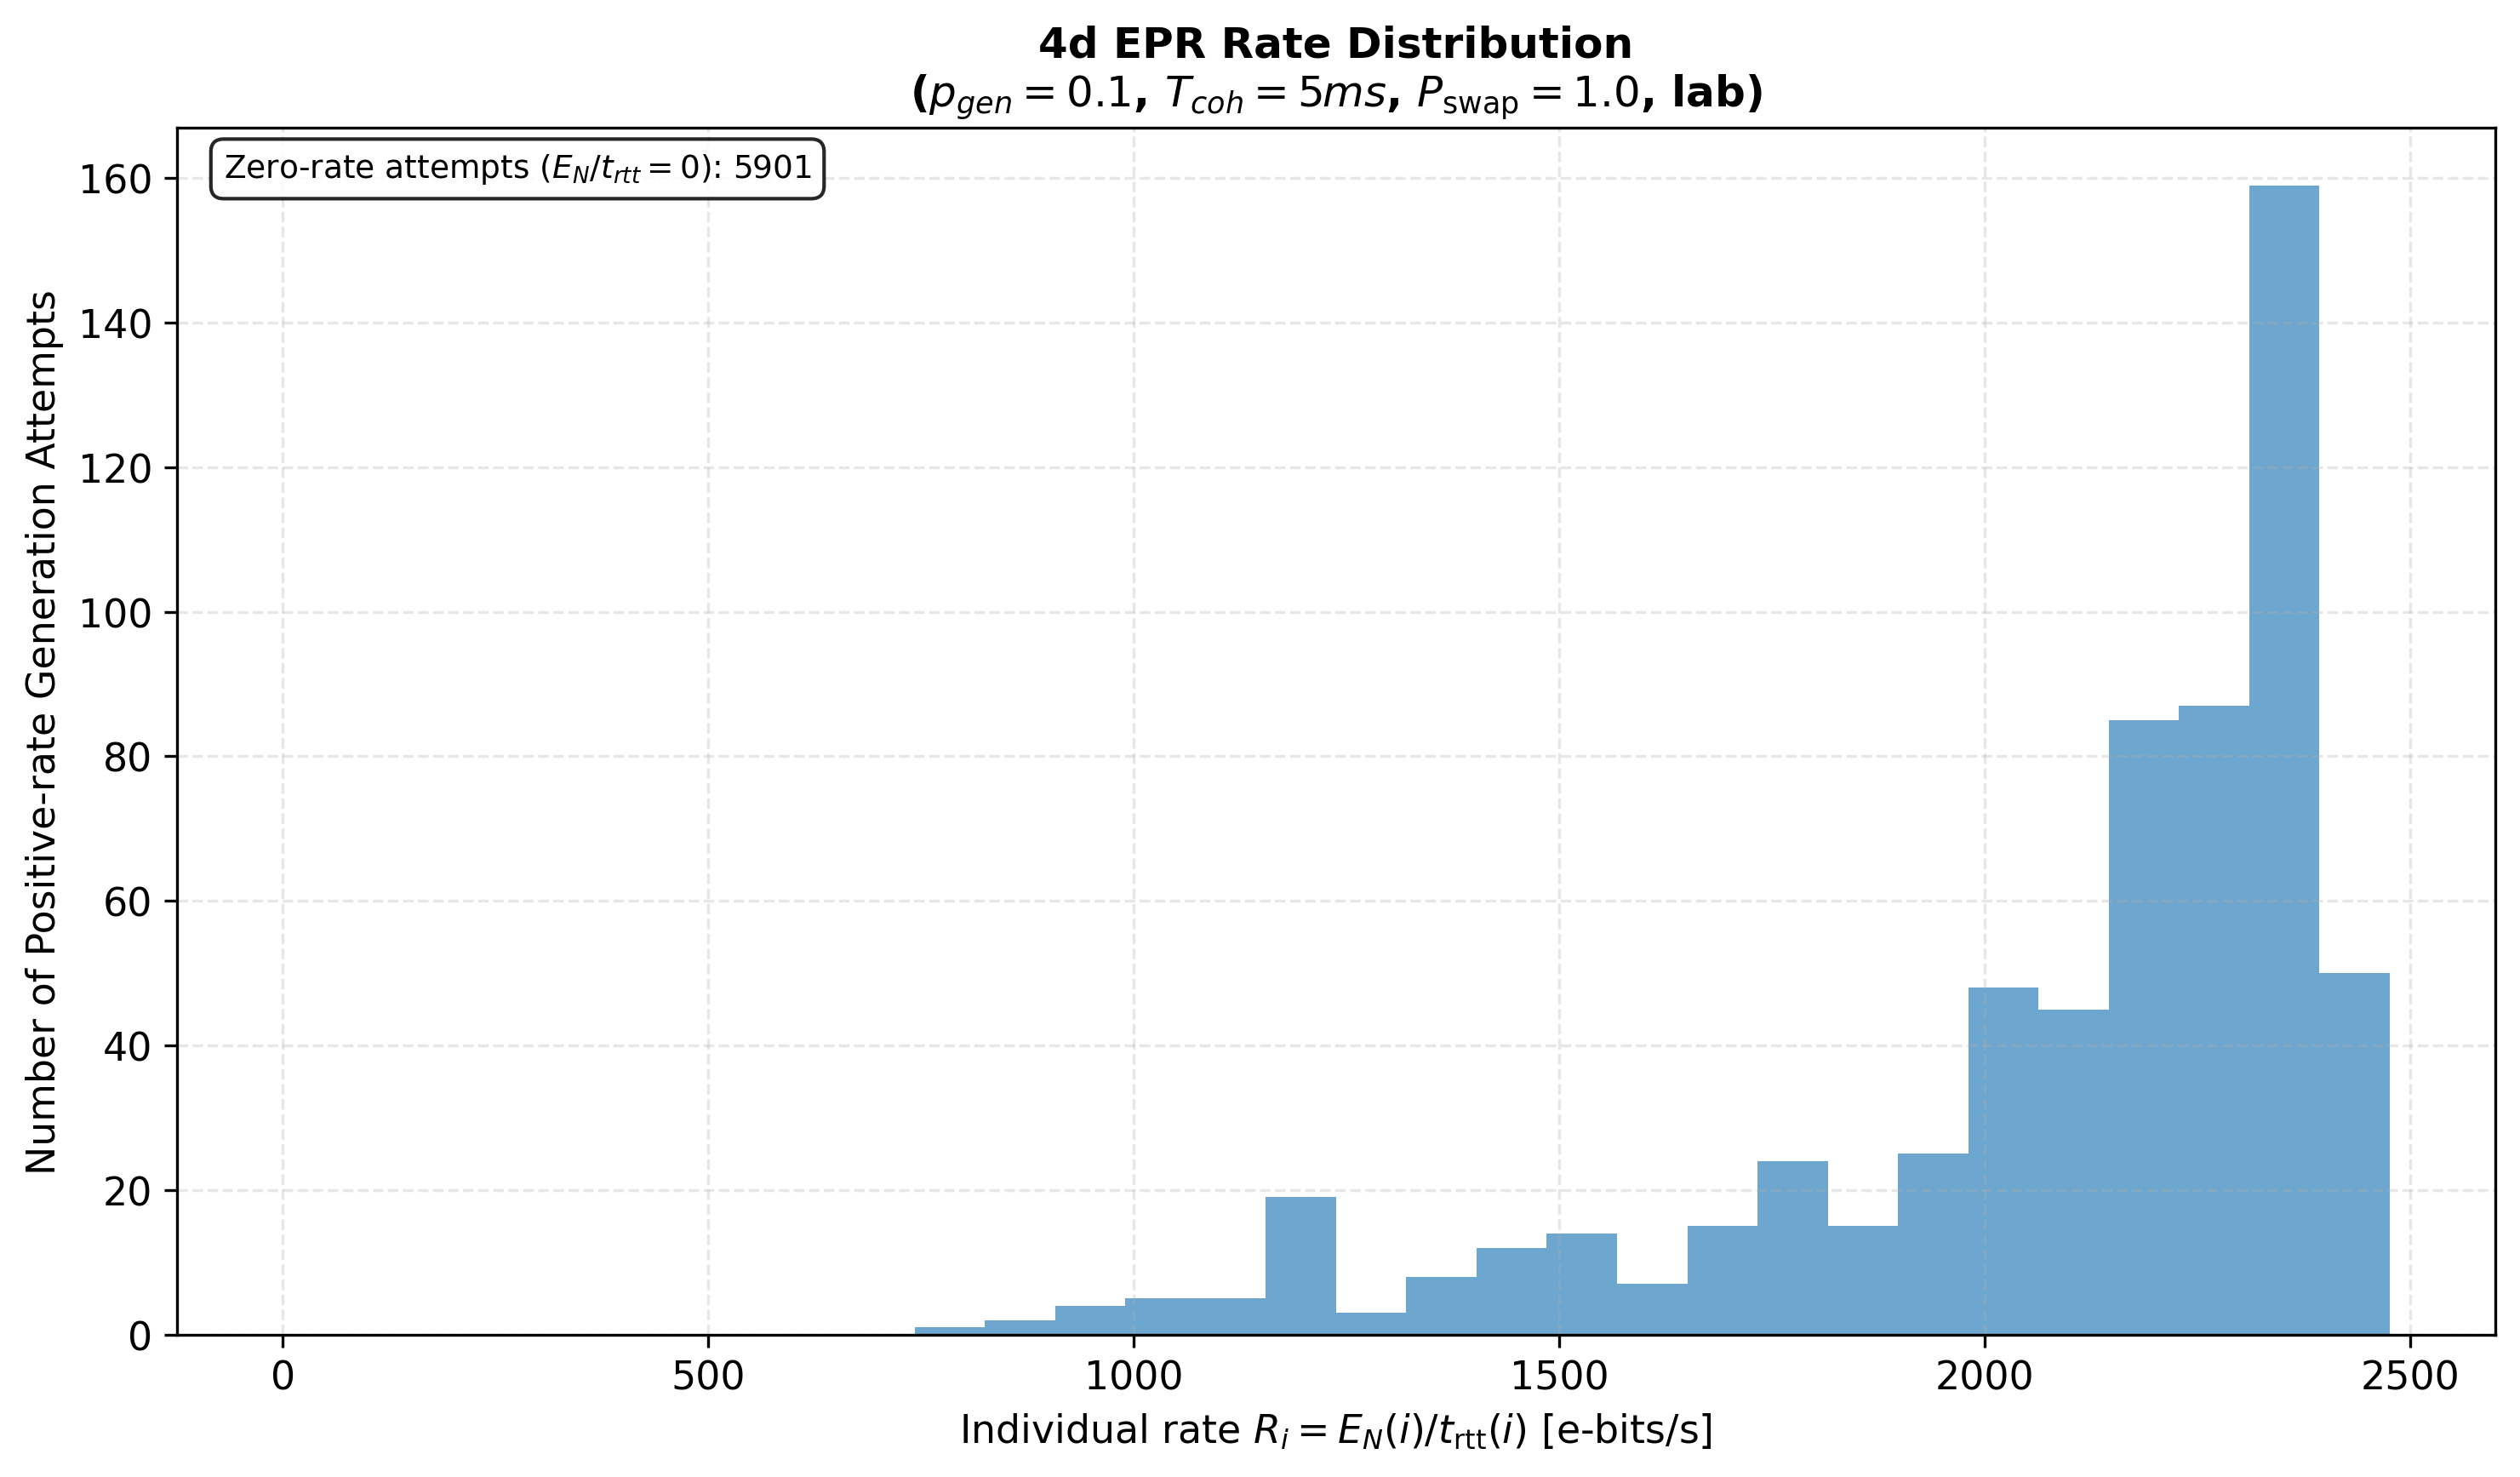 4d EPR Rate Distribution
(p_gen = 0.1, T_coh = 5ms, P_swap = 1.0, lab)
Zero-rate attempts (E_N/t_rtt = 0): 5901
Number of Positive-rate Generation Attempts
160
140
120
100
80
60
40
20
0
0 500 1000 1500 2000 2500
Individual rate R_i = E_N(i)/t_rtt(i) [e-bits/s]